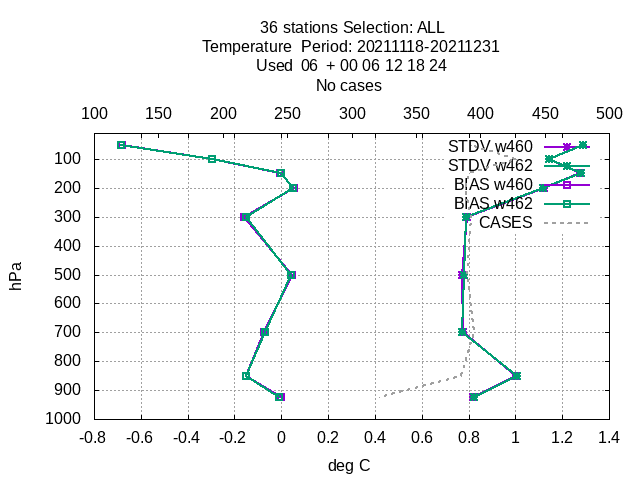 36 stations Selection: ALL
Temperature  Period: 20211118-20211231
Used  06  + 00 06 12 18 24
No cases
100 150 200 250 300 350 400 450 500
STDV w460
STDV w462
BIAS w460
BIAS w462
CASES
100
200
300
400
500
600
700
800
900
1000
hPa
-0.8 -0.6 -0.4 -0.2 0 0.2 0.4 0.6 0.8 1 1.2 1.4
deg C